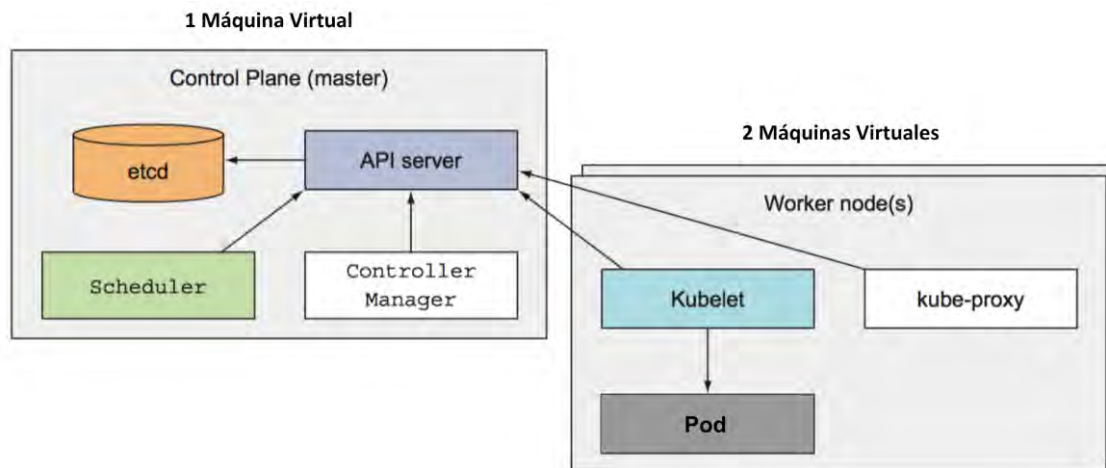 1 Máquina Virtual
Control Plane (master)
etcd
API server
Scheduler
Controller
Manager
2 Máquinas Virtuales
Worker node(s)
Kubelet
kube-proxy
Pod